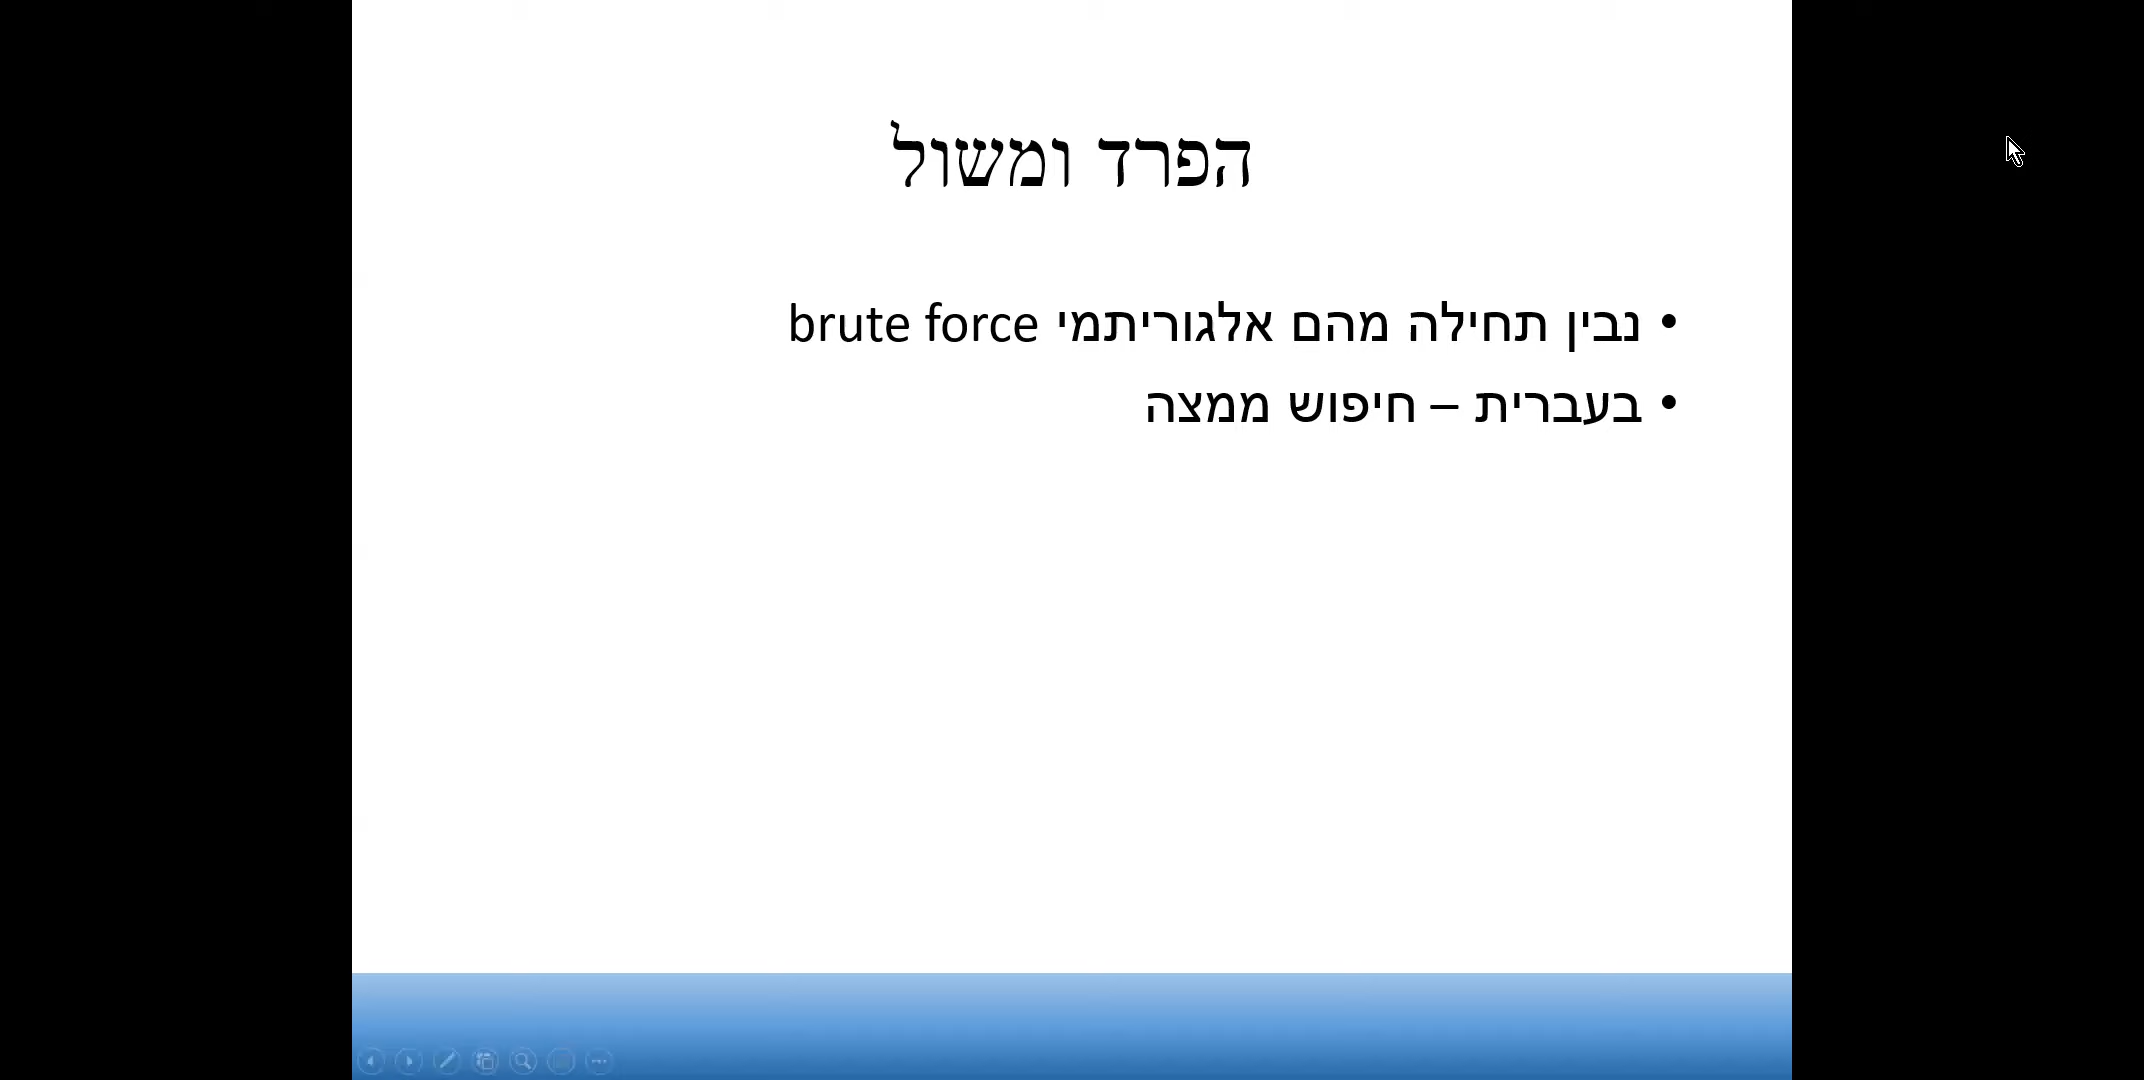 הפרד ומשול
• נבין תחילה מהם אלגוריתמי brute force
• בעברית – חיפוש ממצה